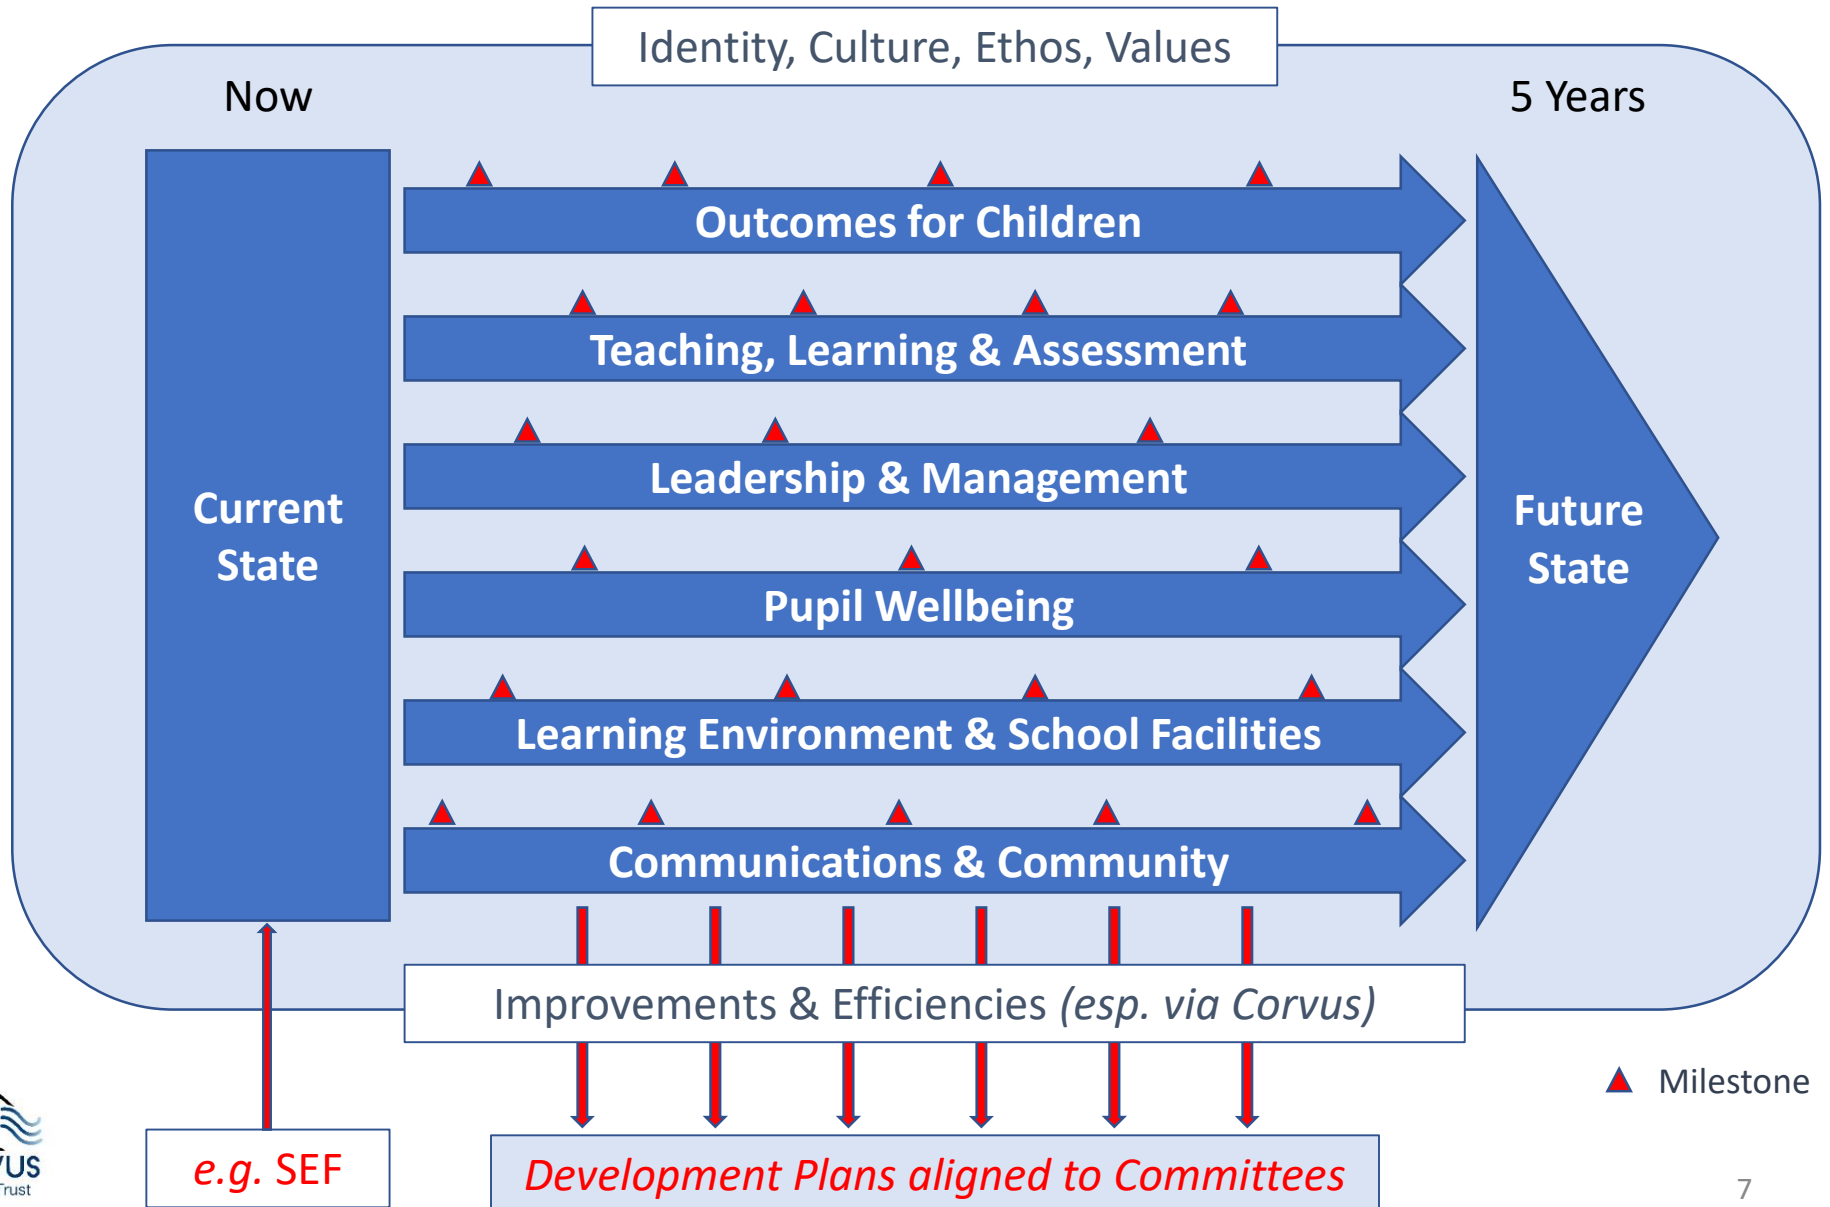 Identity, Culture, Ethos, Values
Now
5 Years
Outcomes for Children
Teaching, Learning & Assessment
Leadership & Management
Current
State
Future
State
Pupil Wellbeing
Learning Environment & School Facilities
Communications & Community
Improvements & Efficiencies (esp. via Corvus)
Milestone
e.g. SEF
Development Plans aligned to Committees
Trust
7